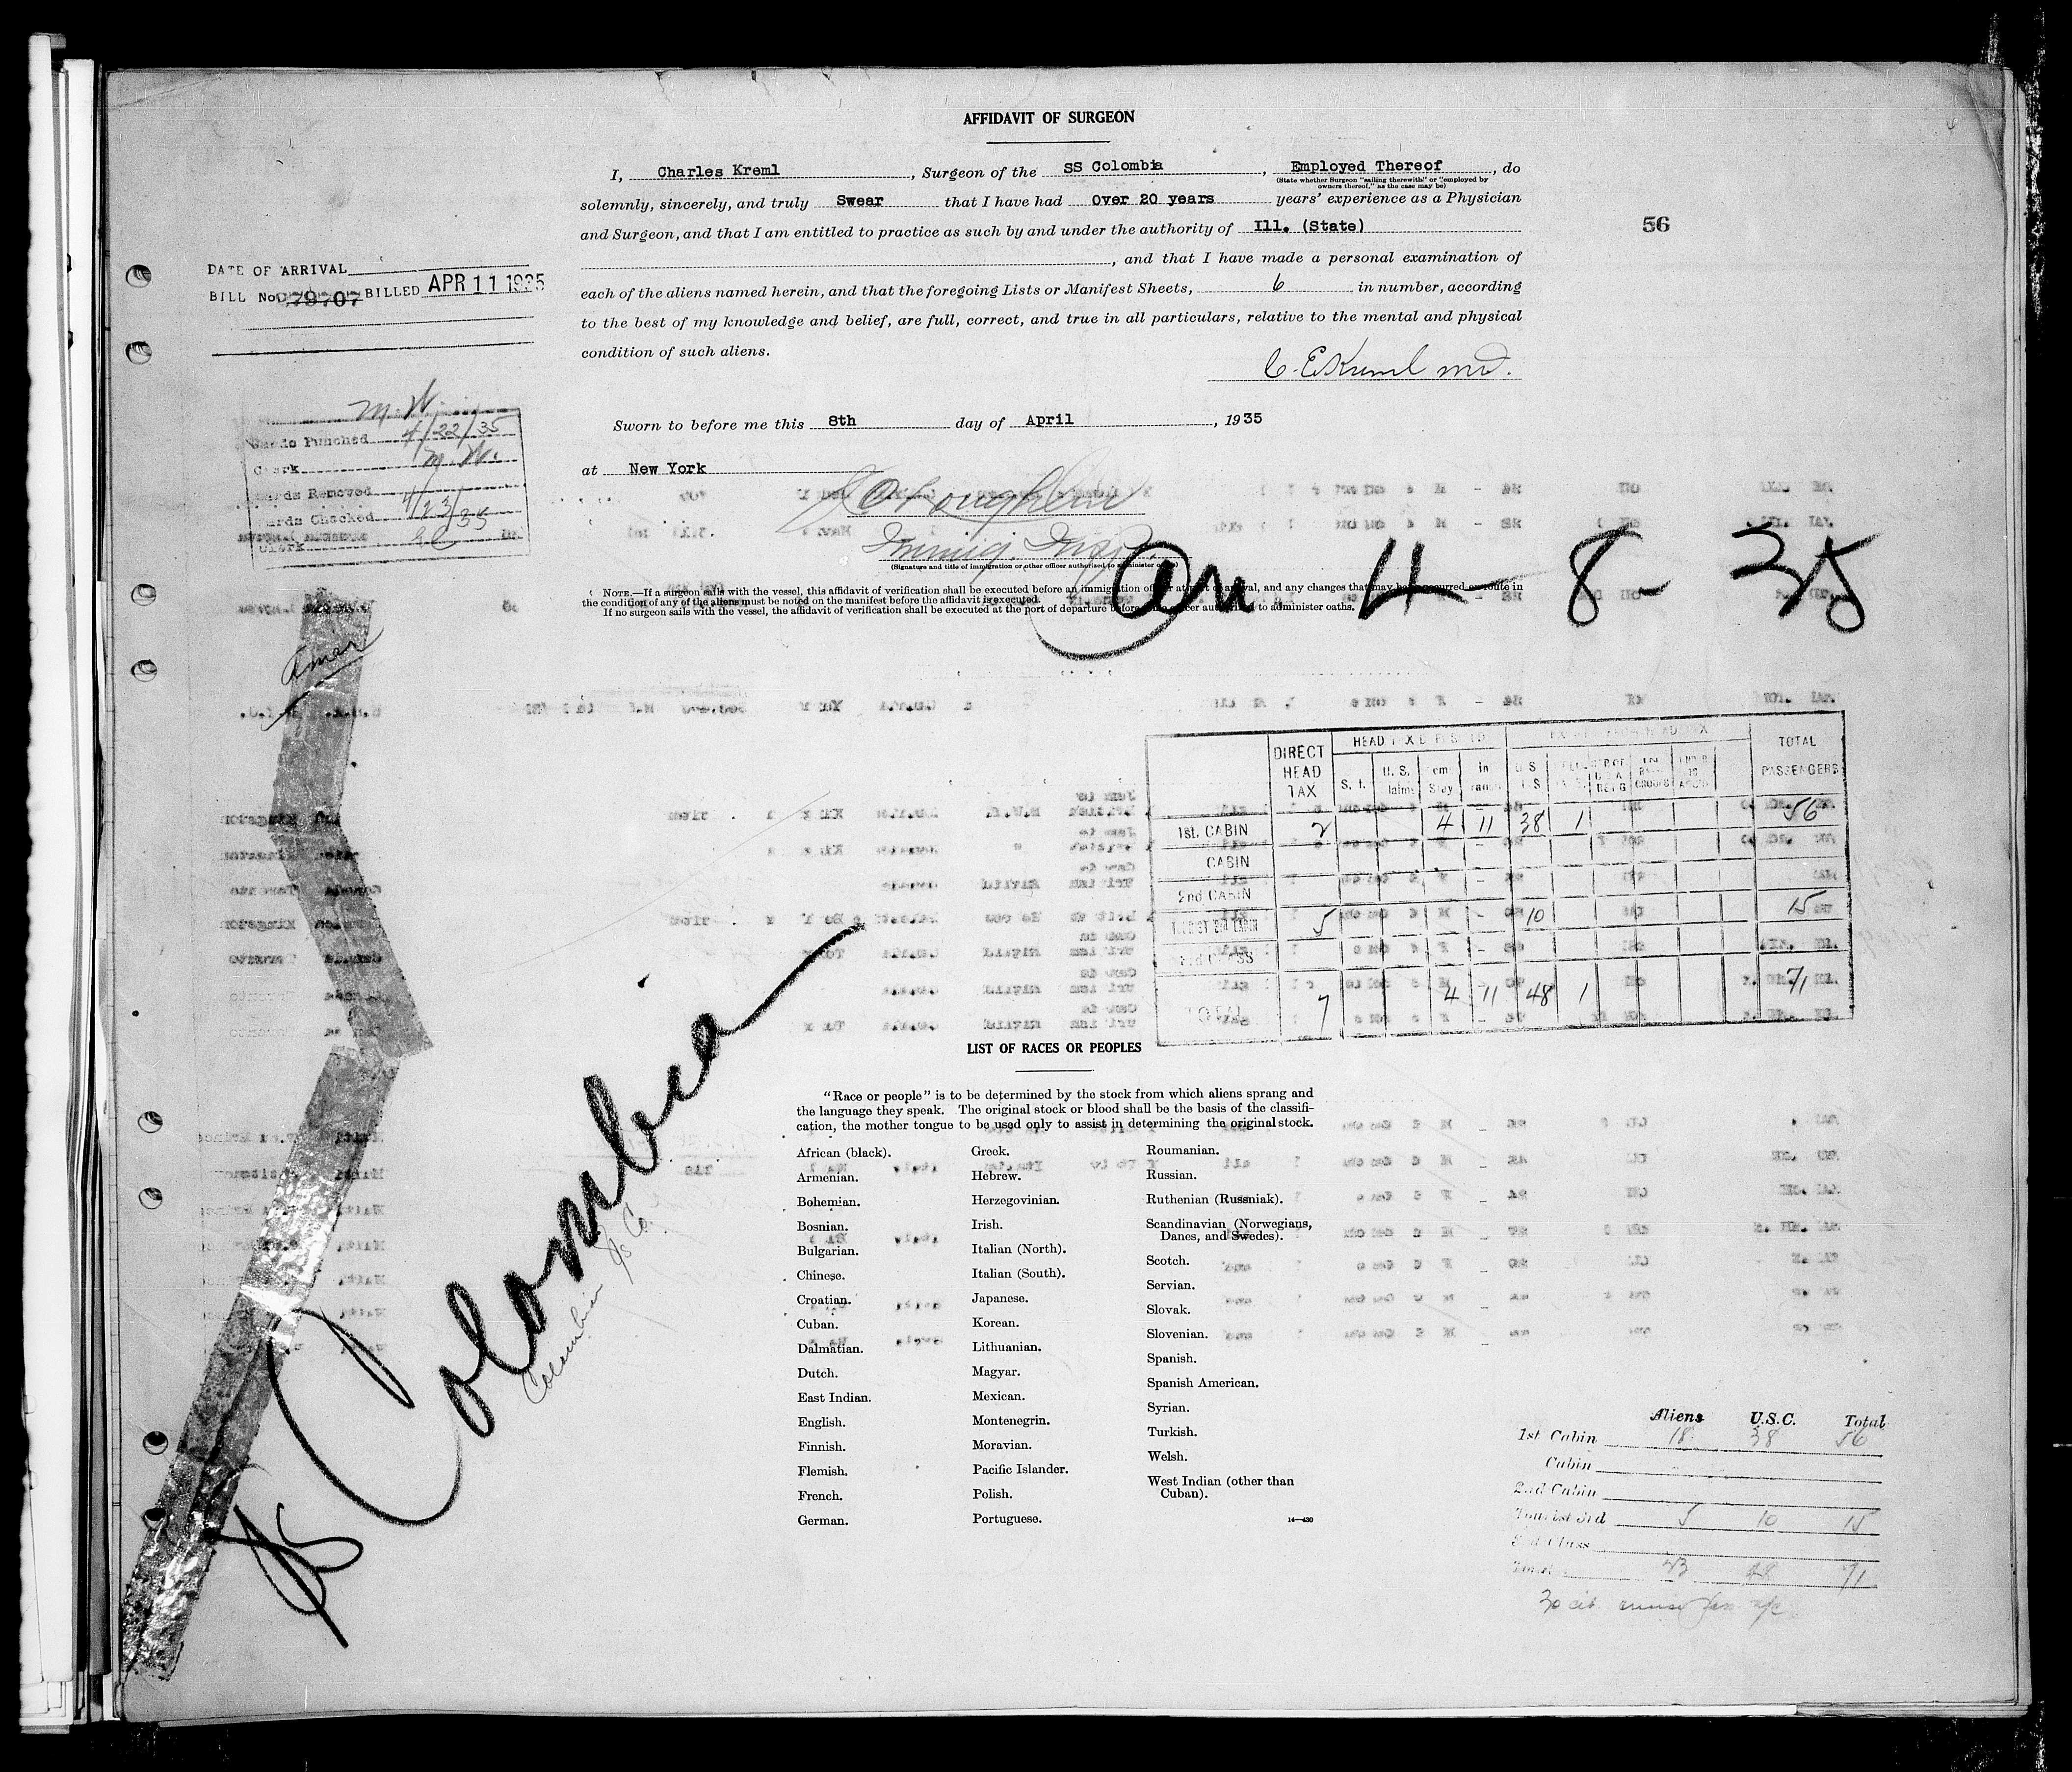 AFFIDAVIT OF SURGEON
I, Charles Kreml, Surgeon of the SS Colombia, Employed Thereof, do
(State whether Surgeon "sailing therewith" or "employed by
owners thereof," as the case may be)
solemnly, sincerely, and truly Swear that I have had Over 20 years years' experience as a Physician
and Surgeon, and that I am entitled to practice as such by and under the authority of Ill. (State)
56
, and that I have made a personal examination of
each of the aliens named herein, and that the foregoing Lists or Manifest Sheets, 6 in number, according
to the best of my knowledge and belief, are full, correct, and true in all particulars, relative to the mental and physical
condition of such aliens.
C. E. Kreml MD.
DATE OF ARRIVAL
BILL No. 79707 BILLED APR 11 1935
M. W.
Cards Punched 4/22/35
Clerk M. W.
Cards Removed
Cards Checked 4/23/35
Clerk
Sworn to before me this 8th day of April, 1935
at New York
Immig. Insp.
(Signature and title of immigration or other officer authorized to administer oaths)
NOTE.—If a surgeon sails with the vessel, this affidavit of verification shall be executed before an immigration officer at port of arrival, and any changes that may have occurred en route in
the condition of any of the aliens must be noted on the manifest before the affidavit is executed.
If no surgeon sails with the vessel, the affidavit of verification shall be executed at the port of departure before an officer authorized to administer oaths.
arr 4-8-35
Amer
DIRECT HEAD TAX
TOTAL PASSENGERS
1st. CABIN 2 4 11 38 1 56
CABIN
2nd CABIN
TOURIST 3rd CABIN 5 10 15
3rd CLASS
TOTAL 7 4 11 48 1 71
SS Colombia
Colombian SS Co.
LIST OF RACES OR PEOPLES
"Race or people" is to be determined by the stock from which aliens sprang and
the language they speak. The original stock or blood shall be the basis of the classifi-
cation, the mother tongue to be used only to assist in determining the original stock.
African (black).
Armenian.
Bohemian.
Bosnian.
Bulgarian.
Chinese.
Croatian.
Cuban.
Dalmatian.
Dutch.
East Indian.
English.
Finnish.
Flemish.
French.
German.
Greek.
Hebrew.
Herzegovinian.
Irish.
Italian (North).
Italian (South).
Japanese.
Korean.
Lithuanian.
Magyar.
Mexican.
Montenegrin.
Moravian.
Pacific Islander.
Polish.
Portuguese.
Roumanian.
Russian.
Ruthenian (Russniak).
Scandinavian (Norwegians,
Danes, and Swedes).
Scotch.
Servian.
Slovak.
Slovenian.
Spanish.
Spanish American.
Syrian.
Turkish.
Welsh.
West Indian (other than
Cuban).
14—430
Aliens U.S.C. Total
1st Cabin 18 38 56
Cabin
2nd Cabin
Tourist 3rd 5 10 15
3rd Class
Total 23 48 71